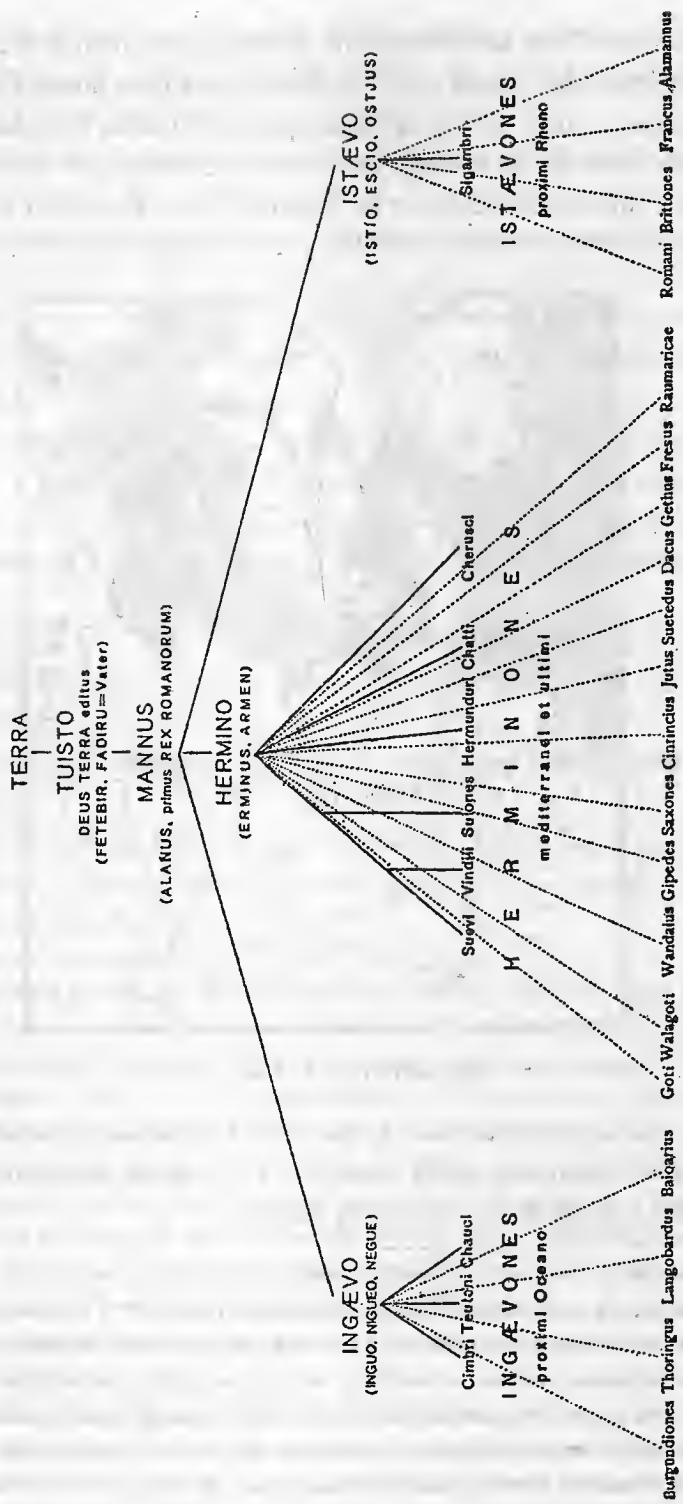 TERRA
TUISTO
DEUS TERRA editus
(FETEBIR, FADIRU=Vater)
MANNUS
(ALANUS, primus REX ROMANORUM)
INGÆVO
(INGUO, NIGUEO, NEGUE)
HERMINO
(ERMINUS, ARMEN)
ISTÆVO
(ISTIO, ESCIO, OSTJUS)
Cimbri Teutoni Chauci
Suevi Vindili Suiones Hermunduri Chatti Cherusci
Sigambri
INGÆVONES
HERMINONES
ISTÆVONES
proximi Oceano
mediterranei et ultimi
proximi Rheno
Burgundiones Thoringus Langobardus Baioarius
Goti Walagoti Wandalus Gipedes Saxones Cintincius Jutus Suetedus Dacus Gethus Fresus Raumaricae
Romani Brittones Francus Alamannus